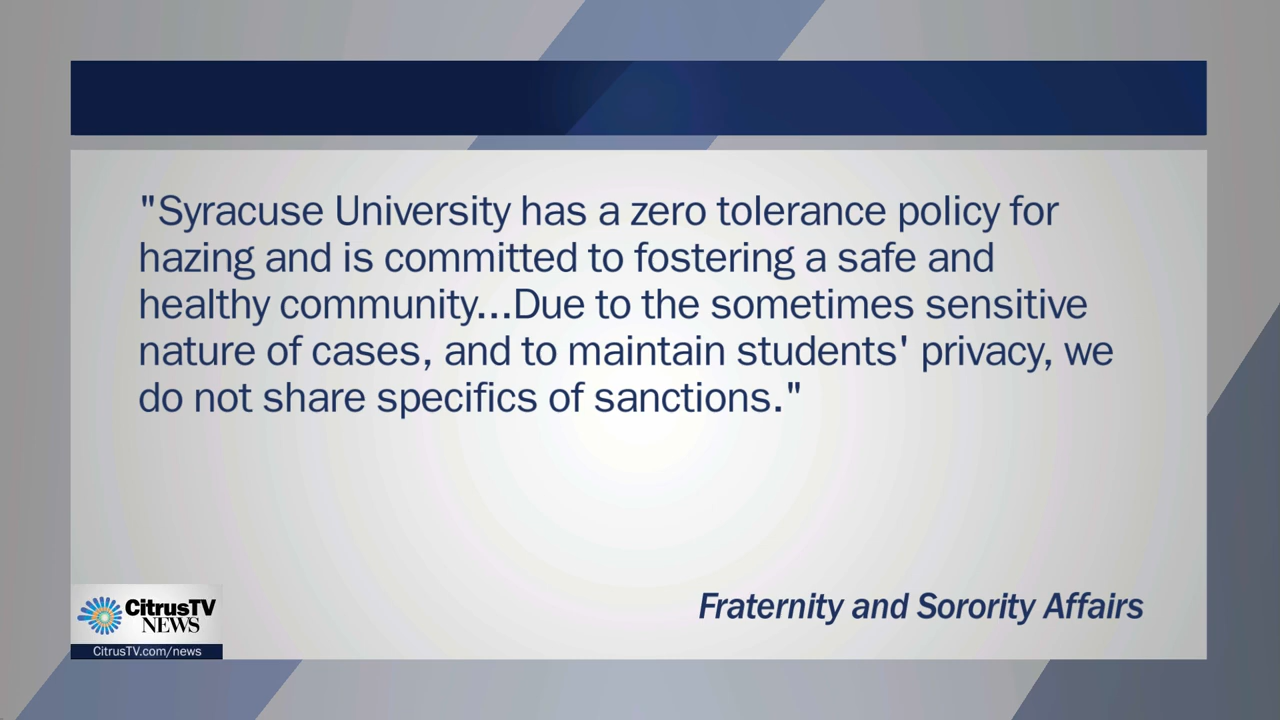 "Syracuse University has a zero tolerance policy for
hazing and is committed to fostering a safe and
healthy community...Due to the sometimes sensitive
nature of cases, and to maintain students' privacy, we
do not share specifics of sanctions."
Fraternity and Sorority Affairs
CitrusTV
NEWS
CitrusTV.com/news